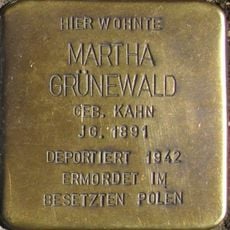 HIER WOHNTE
MARTHA
GRÜNEWALD
GEB. KAHN
JG. 1891
DEPORTIERT 1942
ERMORDET IM
BESETZTEN POLEN